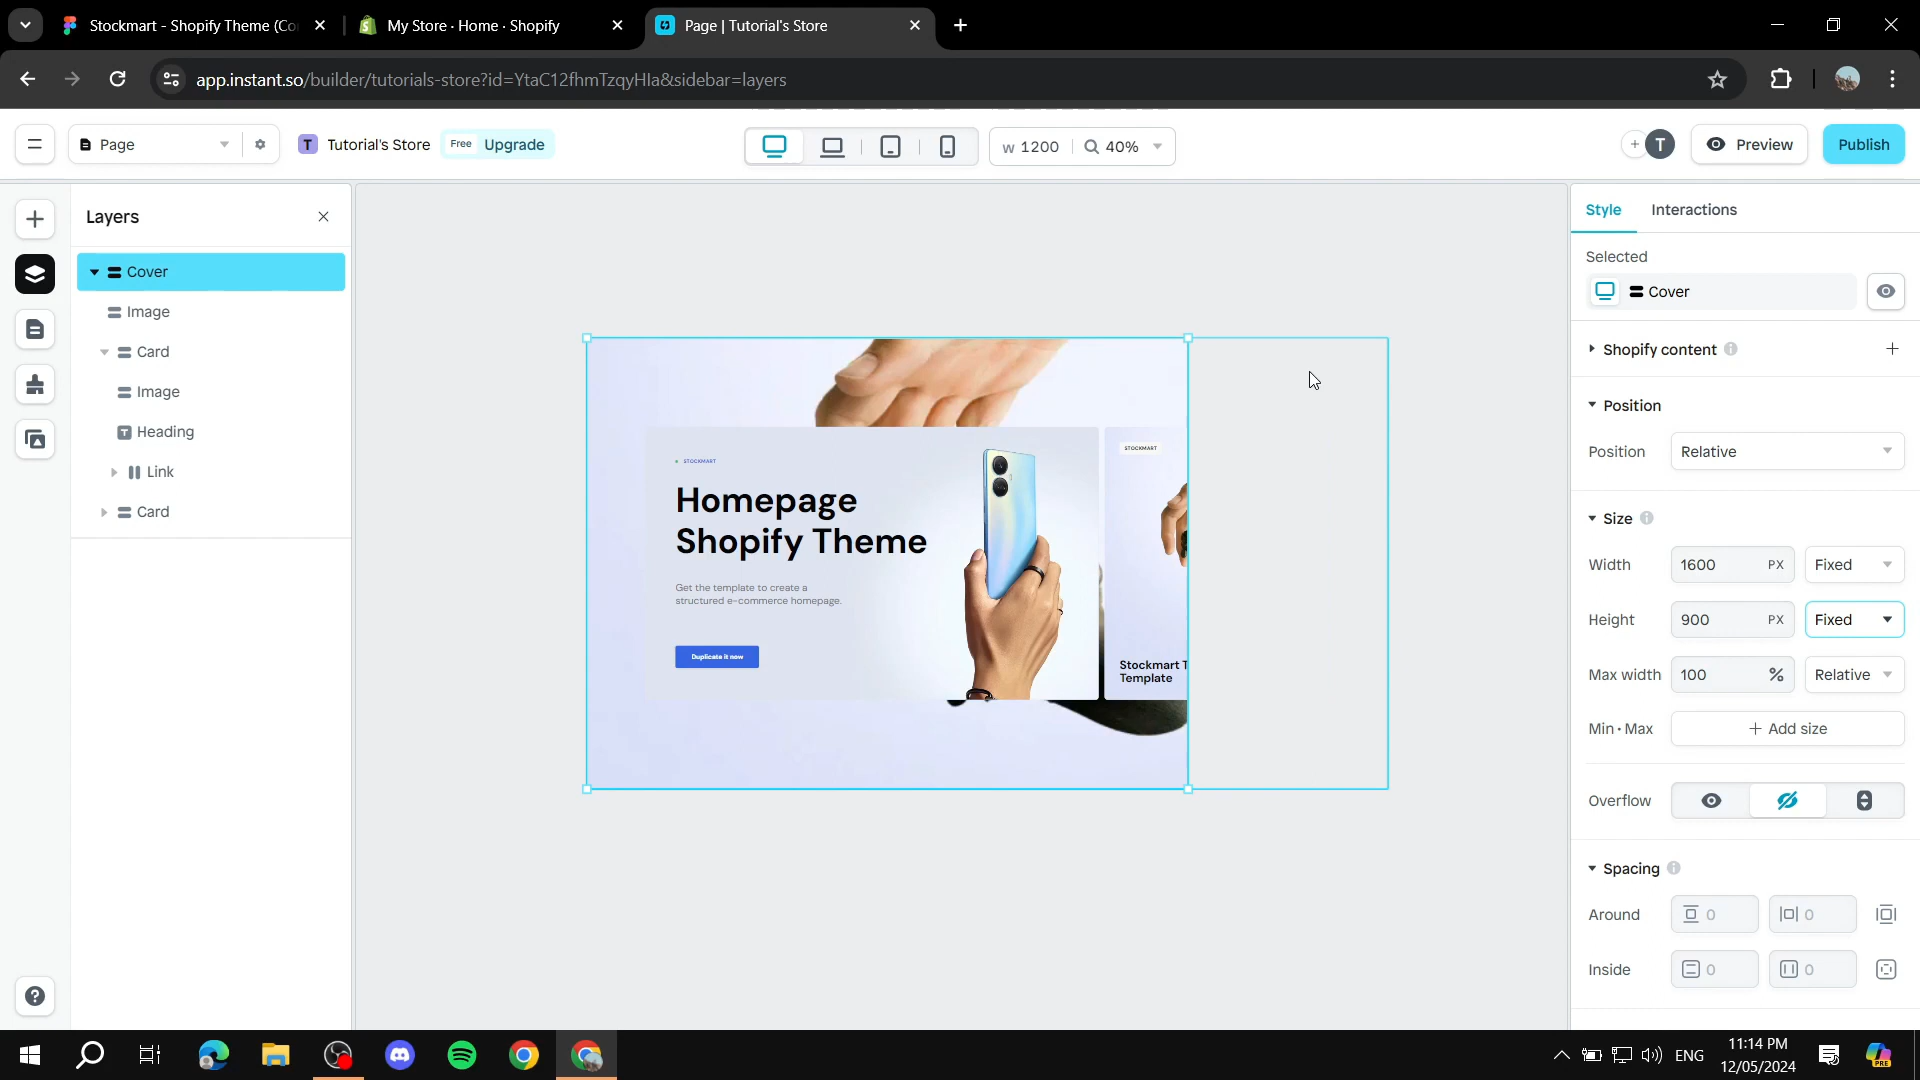 Stockmart - Shopify Theme (Co
My Store · Home · Shopify
Page | Tutorial's Store
app.instant.so/builder/tutorials-store?id=YtaC12fhmTzqyHIa&sidebar=layers
Page
T
Tutorial's Store
Free
Upgrade
W 1200
40%
T
Preview
Publish
Layers
Cover
Image
Card
Image
T Heading
Link
Card
STOCKMART
Homepage
Shopify Theme
Get the template to create a
structured e-commerce homepage.
Duplicate it now
STOCKMART
Stockmart T
Template
Style
Interactions
Selected
Cover
Shopify content
Position
Position
Relative
Size
Width
1600
PX
Fixed
Height
900
PX
Fixed
Max width
100
%
Relative
Min · Max
Add size
Overflow
Spacing
Around
0
0
Inside
0
0
ENG
11:14 PM
12/05/2024
PRE